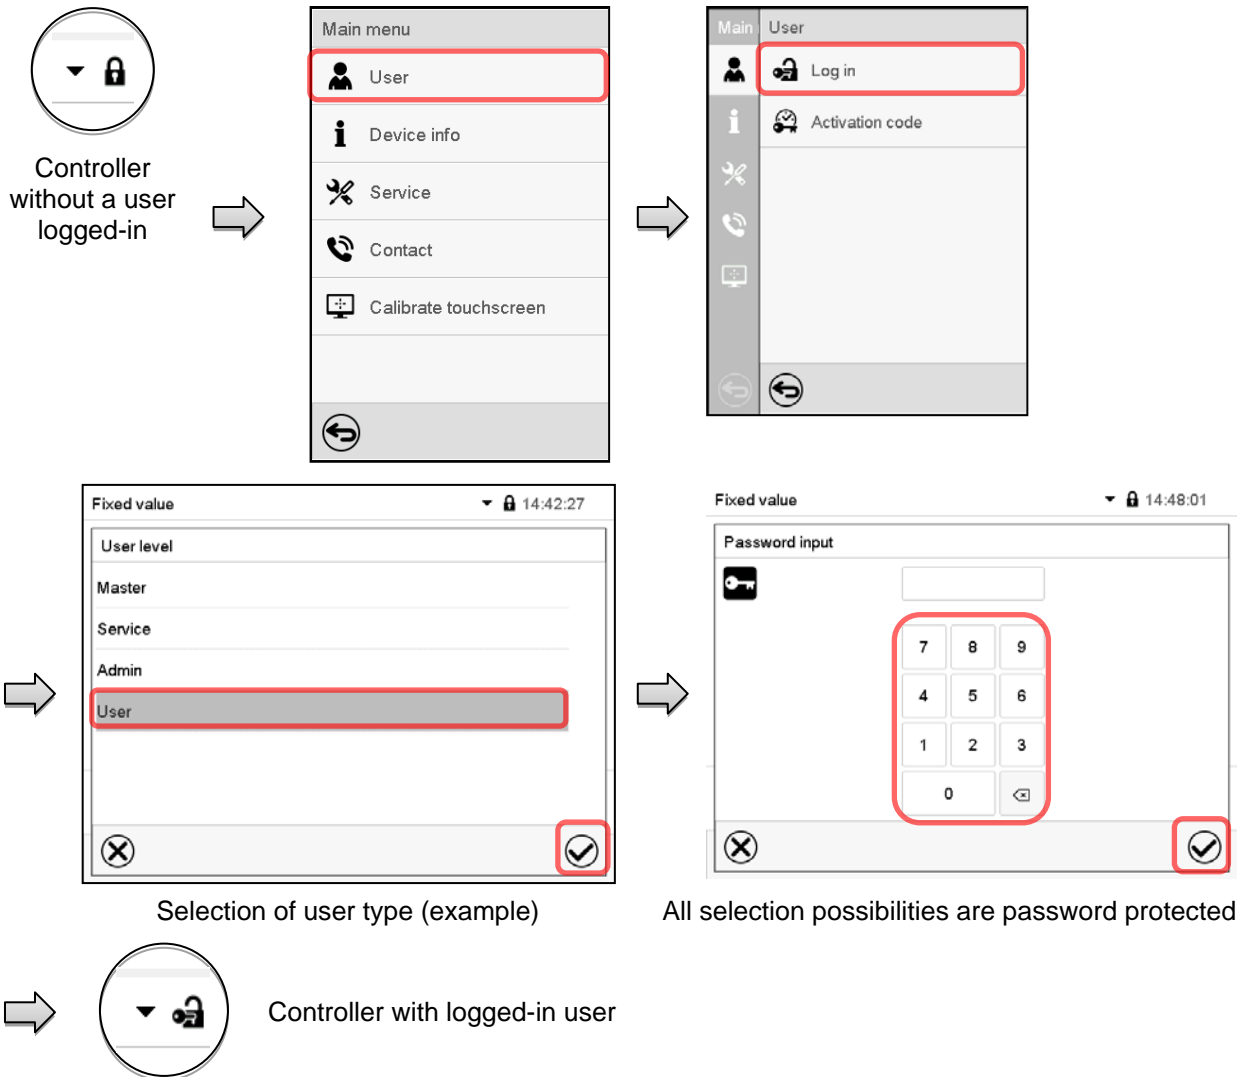 Controller
without a user
logged-in
Main menu
User
Device info
Service
Contact
Calibrate touchscreen
Main
User
Log in
Activation code
Fixed value
14:42:27
User level
Master
Service
Admin
User
Selection of user type (example)
Fixed value
14:48:01
Password input
7 8 9
4 5 6
1 2 3
0
All selection possibilities are password protected
Controller with logged-in user